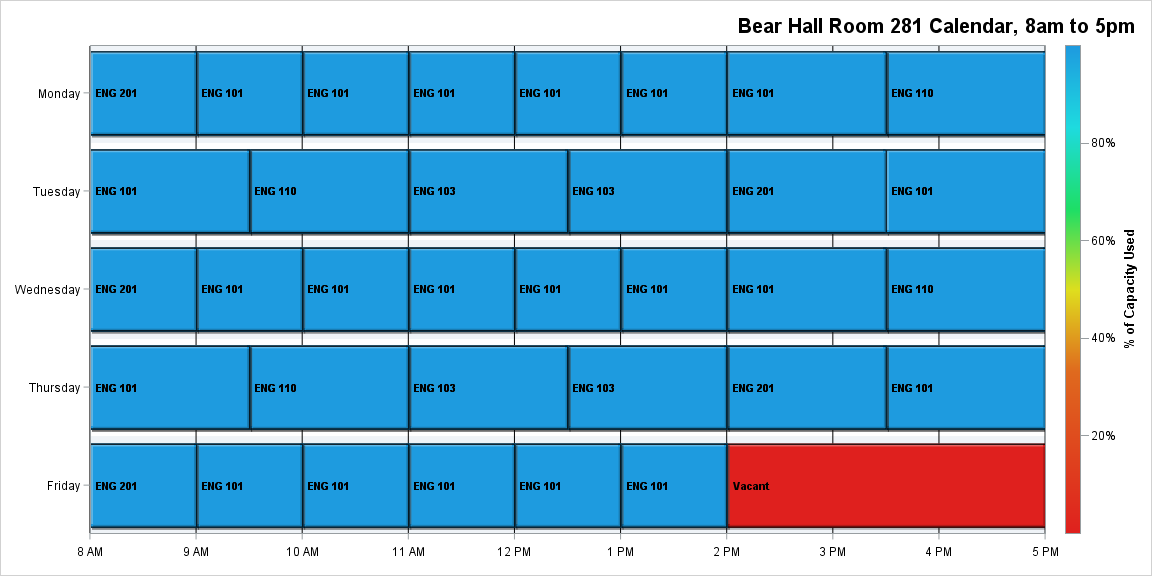 Bear Hall Room 281 Calendar, 8am to 5pm
Monday ENG 201 ENG 101 ENG 101 ENG 101 ENG 101 ENG 101 ENG 101 ENG 110
Tuesday ENG 101 ENG 110 ENG 103 ENG 103 ENG 201 ENG 101
Wednesday ENG 201 ENG 101 ENG 101 ENG 101 ENG 101 ENG 101 ENG 101 ENG 110
Thursday ENG 101 ENG 110 ENG 103 ENG 103 ENG 201 ENG 101
Friday ENG 201 ENG 101 ENG 101 ENG 101 ENG 101 ENG 101 Vacant
8 AM 9 AM 10 AM 11 AM 12 PM 1 PM 2 PM 3 PM 4 PM 5 PM
80%
60%
40%
20%
% of Capacity Used